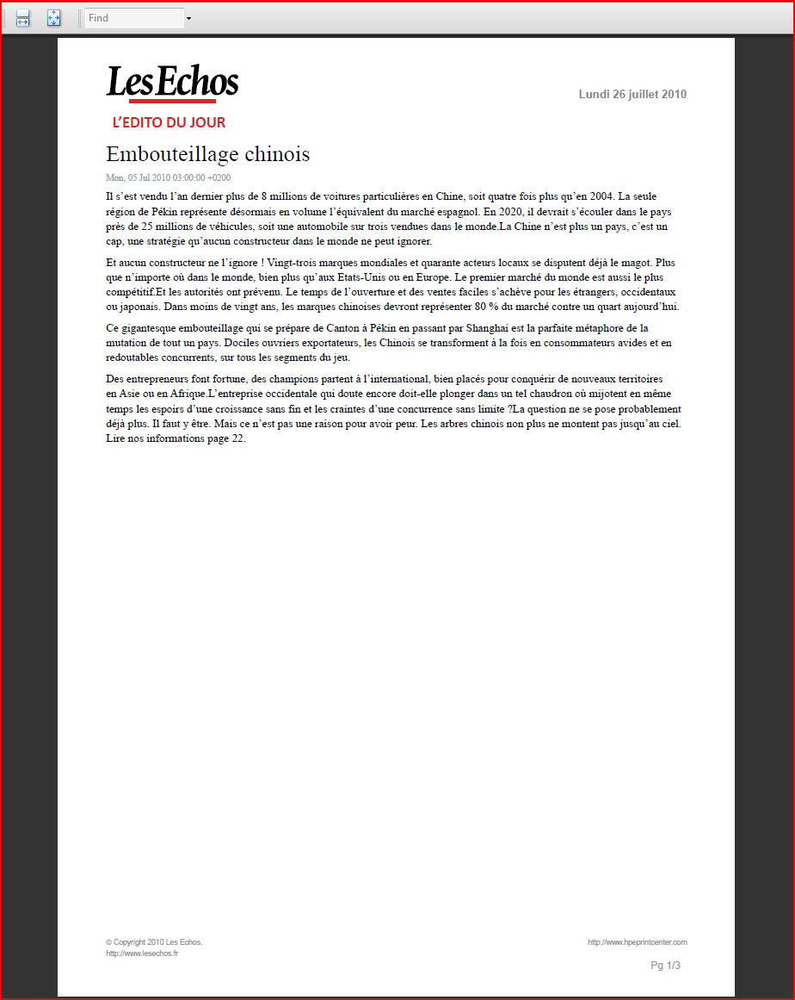 Find
Les Echos
Lundi 26 juillet 2010
L’EDITO DU JOUR
Embouteillage chinois
Mon, 05 Jul 2010 03:00:00 +0200
Il s’est vendu l’an dernier plus de 8 millions de voitures particulières en Chine, soit quatre fois plus qu’en 2004. La seule
région de Pékin représente désormais en volume l’équivalent du marché espagnol. En 2020, il devrait s’écouler dans le pays
près de 25 millions de véhicules, soit une automobile sur trois vendues dans le monde.La Chine n’est plus un pays, c’est un
cap, une stratégie qu’aucun constructeur dans le monde ne peut ignorer.
Et aucun constructeur ne l’ignore ! Vingt-trois marques mondiales et quarante acteurs locaux se disputent déjà le magot. Plus
que n’importe où dans le monde, bien plus qu’aux Etats-Unis ou en Europe. Le premier marché du monde est aussi le plus
compétitif.Et les autorités ont prévenu. Le temps de l’ouverture et des ventes faciles s’achève pour les étrangers, occidentaux
ou japonais. Dans moins de vingt ans, les marques chinoises devront représenter 80 % du marché contre un quart aujourd’hui.
Ce gigantesque embouteillage qui se prépare de Canton à Pékin en passant par Shanghai est la parfaite métaphore de la
mutation de tout un pays. Dociles ouvriers exportateurs, les Chinois se transforment à la fois en consommateurs avides et en
redoutables concurrents, sur tous les segments du jeu.
Des entrepreneurs font fortune, des champions partent à l’international, bien placés pour conquérir de nouveaux territoires
en Asie ou en Afrique.L’entreprise occidentale qui doute encore doit-elle plonger dans un tel chaudron où mijotent en même
temps les espoirs d’une croissance sans fin et les craintes d’une concurrence sans limite ?La question ne se pose probablement
déjà plus. Il faut y être. Mais ce n’est pas une raison pour avoir peur. Les arbres chinois non plus ne montent pas jusqu’au ciel.
Lire nos informations page 22.
© Copyright 2010 Les Echos.
http://www.hpeprintcenter.com
http://www.lesechos.fr
Pg 1/3